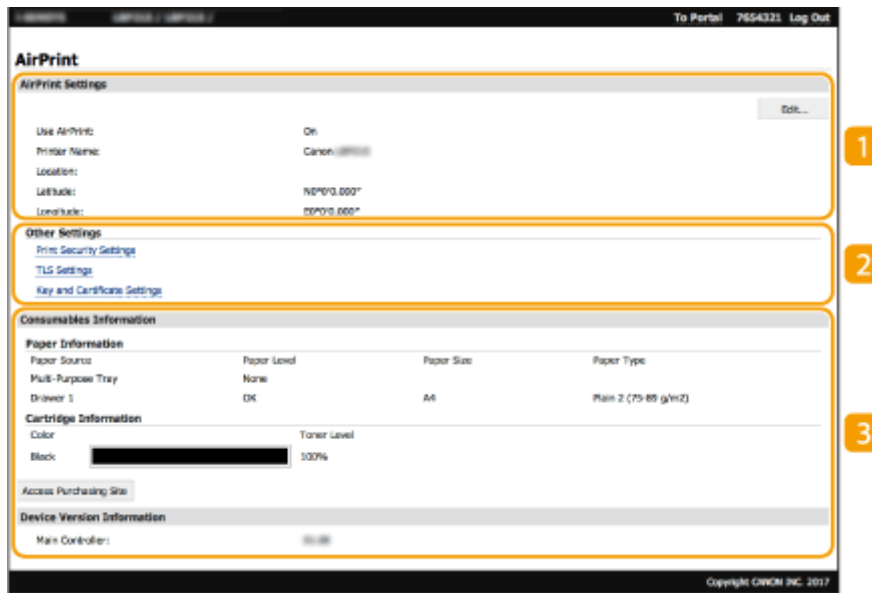 To Portal 7654321 Log Out
AirPrint
AirPrint Settings
Edit...
Use AirPrint: On
Printer Name: Canon
Location:
Latitude: N0°0'0.000"
Longitude: E0°0'0.000"
1
Other Settings
Print Security Settings
TLS Settings
Key and Certificate Settings
2
Consumables Information
Paper Information
Paper Source Paper Level Paper Size Paper Type
Multi-Purpose Tray None
Drawer 1 OK A4 Plain 2 (75-89 g/m2)
Cartridge Information
Color Toner Level
Black 100%
3
Access Purchasing Site
Device Version Information
Main Controller:
Copyright CANON INC. 2017